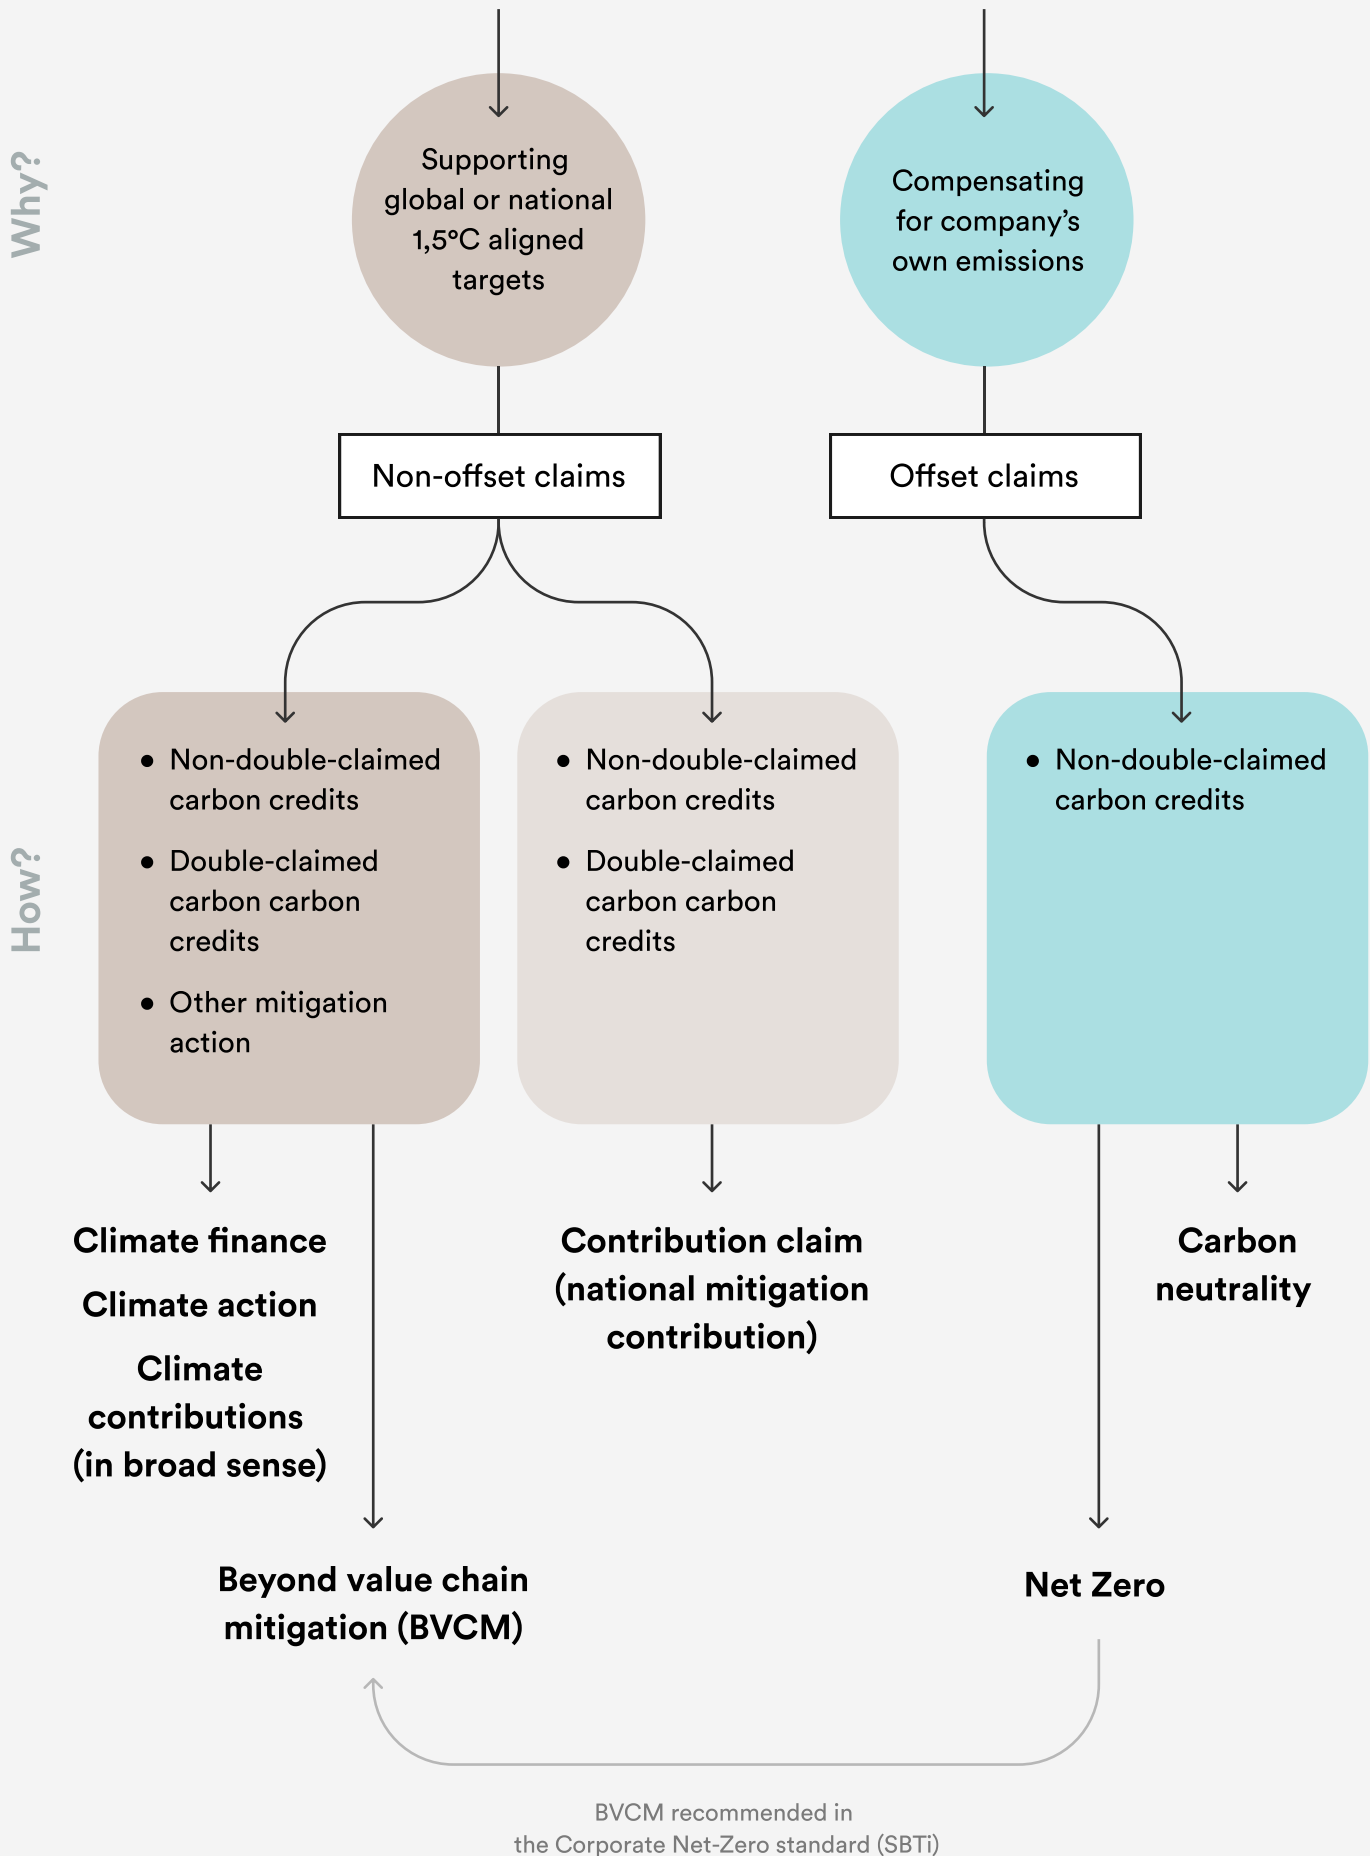 Why?
Supporting
global or national
1,5°C aligned
targets
Compensating
for company’s
own emissions
Non-offset claims
Offset claims
How?
● Non-double-claimed
carbon credits
● Double-claimed
carbon carbon
credits
● Other mitigation
action
● Non-double-claimed
carbon credits
● Double-claimed
carbon carbon
credits
● Non-double-claimed
carbon credits
Climate finance
Climate action
Climate
contributions
(in broad sense)
Contribution claim
(national mitigation
contribution)
Carbon
neutrality
Beyond value chain
mitigation (BVCM)
Net Zero
BVCM recommended in
the Corporate Net-Zero standard (SBTi)